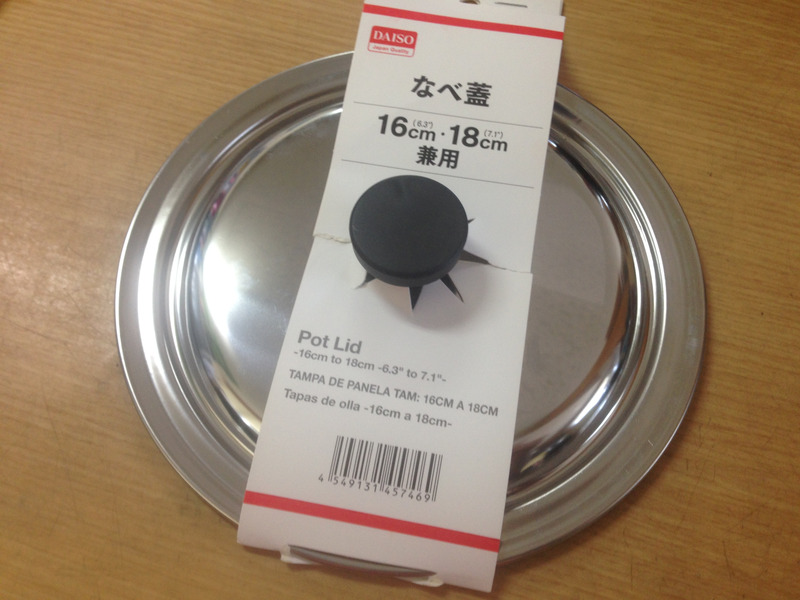 DAISO
Japan Quality
なべ蓋
16cm(6.3")・18cm(7.1")
兼用
Pot Lid
-16cm to 18cm -6.3" to 7.1"-
TAMPA DE PANELA TAM: 16CM A 18CM
Tapas de olla -16cm a 18cm-
4 549131 457469